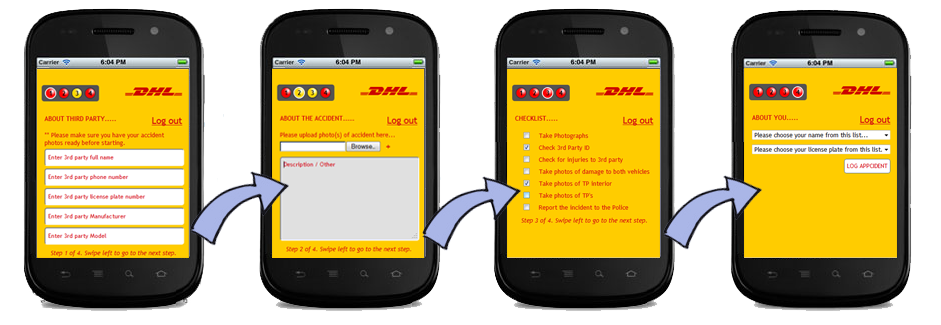 Carrier 6:04 PM
DHL
ABOUT THIRD PARTY.....
Log out
** Please make sure you have your accident
photos ready before starting.
Enter 3rd party full name
Enter 3rd party phone number
Enter 3rd party license plate number
Enter 3rd party Manufacturer
Enter 3rd party Model
Step 1 of 4. Swipe left to go to the next step.
Carrier 6:04 PM
2 3
DHL
ABOUT THE ACCIDENT.....
Log out
Please upload photo(s) of accident here...
Browse.. +
Description / Other
Step 2 of 4. Swipe left to go to the next step.
Carrier 6:04 PM
DHL
CHECKLIST.....
Log out
Take Photographs
Check 3rd Party ID
Check for injuries to 3rd party
Take photos of damage to both vehicles
Take photos of TP Interior
Take photos of TP's
Report the incident to the Police
Step 3 of 4. Swipe left to go to the next step.
Carrier 6:04 PM
DHL
ABOUT YOU.....
Log out
Please choose your name from this list...
Please choose your license plate from this list.
LOG APPCIDENT